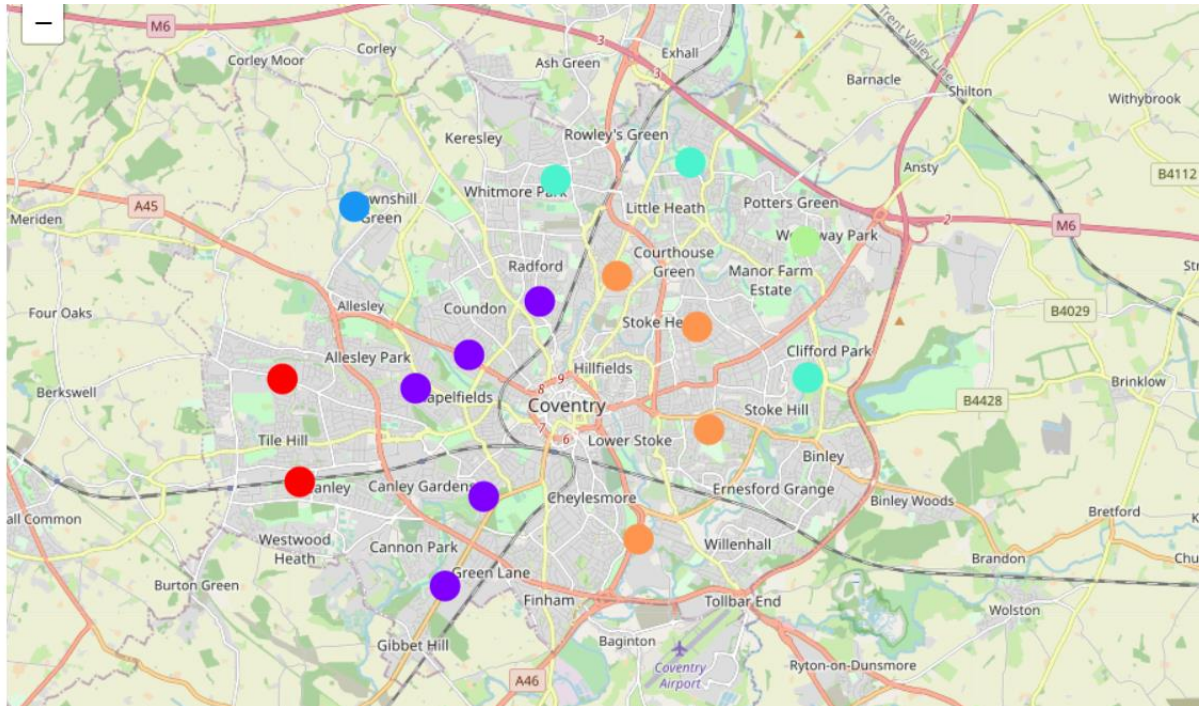 −
M6
Corley
Corley Moor
Ash Green
Exhall
3
3
Trent Valley Line
Barnacle
Shilton
Withybrook
Keresley
Rowley's Green
Ansty
B4112
Whitmore Park
Meriden
A45
Green
Little Heath
Potters Green
2
M6
Park
Courthouse
Green
Radford
Manor Farm
Estate
Four Oaks
Allesley
Coundon
B4029
Allesley Park
Clifford Park
Hillfields
8
9
Berkswell
Brinklow
B4428
Coventry
Stoke Hill
7
6
Lower Stoke
Tile Hill
Binley
Canley Gardens
Cheylesmore
Ernesford Grange
Binley Woods
Bretford
Common
Westwood
Heath
Cannon Park
Willenhall
Brandon
Burton Green
Green Lane
Finham
Tollbar End
Wolston
Gibbet Hill
Baginton
Coventry
Airport
Ryton-on-Dunsmore
A46